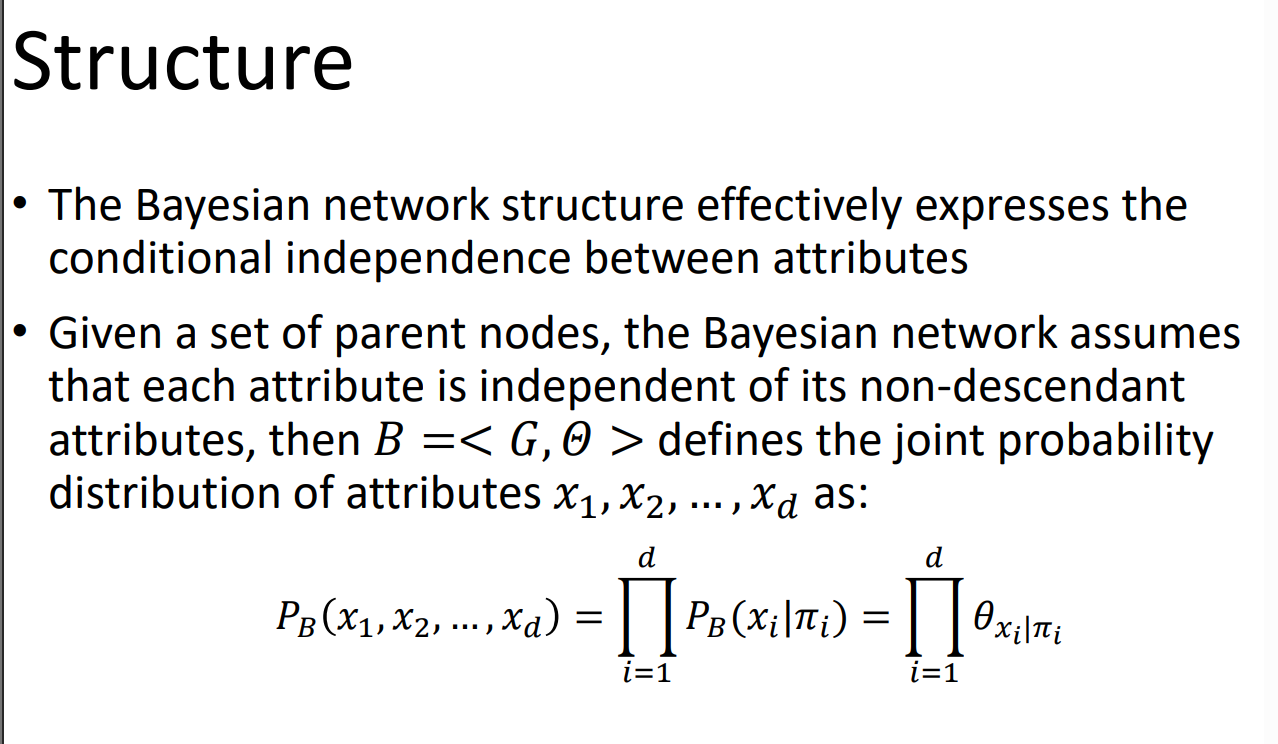 Structure
• The Bayesian network structure effectively expresses the
conditional independence between attributes
• Given a set of parent nodes, the Bayesian network assumes
that each attribute is independent of its non-descendant
attributes, then B =< G, Θ > defines the joint probability
distribution of attributes x₁, x₂, … , x_d as:
P_B(x₁, x₂, … , x_d) = ∏_{i=1}^{d} P_B(x_i|π_i) = ∏_{i=1}^{d} θ_{x_i|π_i}